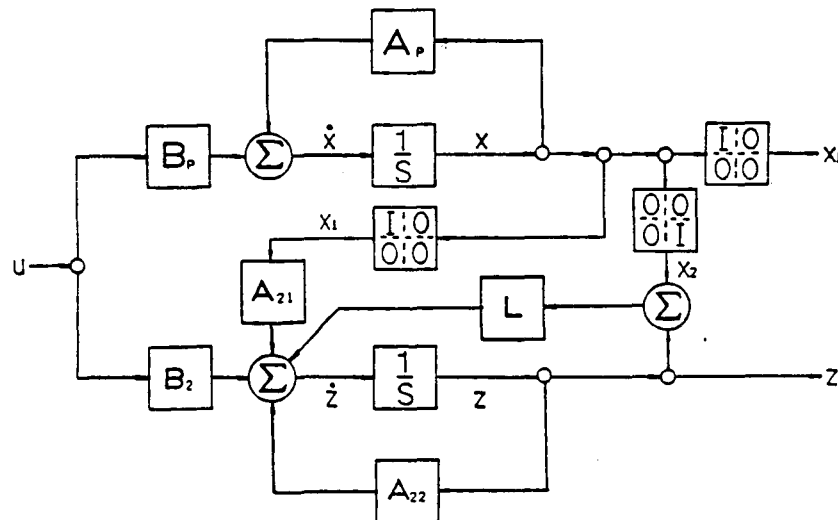 A_p
B_p
Σ
ẋ
1/S
x
I 0
0 0
x₁
0 0
0 I
x₁
I 0
0 0
x₂
u
A₂₁
L
Σ
B₂
Σ
ż
1/S
z
z
A₂₂